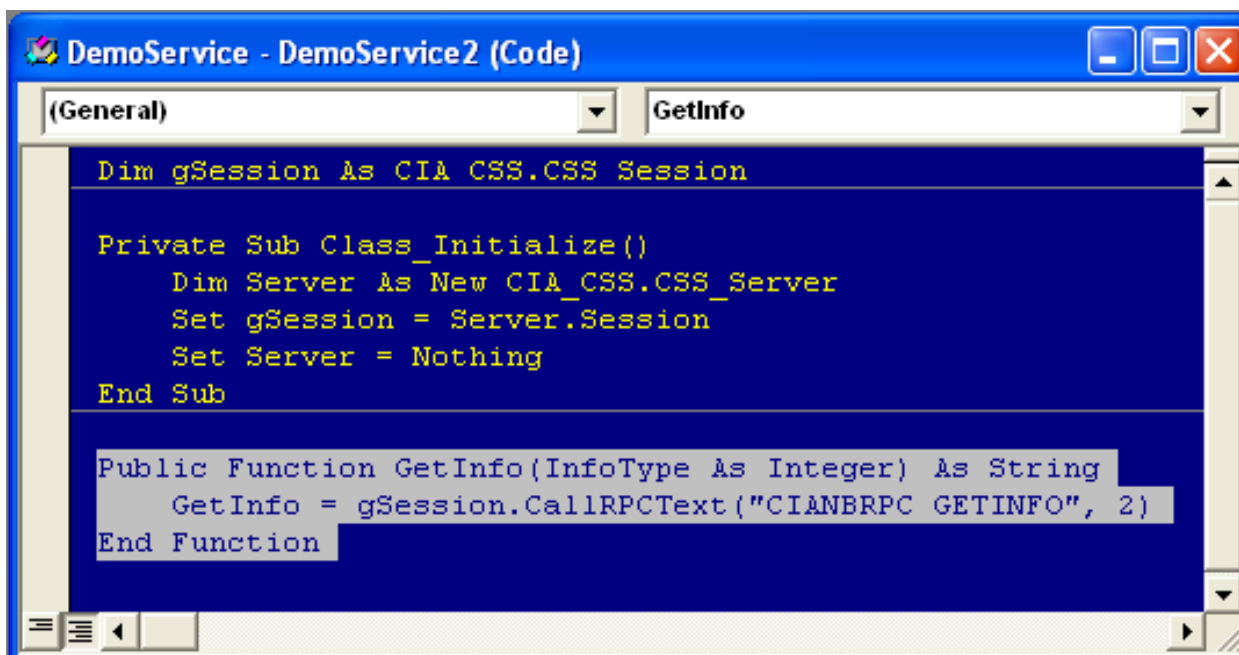 DemoService - DemoService2 (Code)
(General) GetInfo
Dim gSession As CIA CSS.CSS Session
Private Sub Class_Initialize()
    Dim Server As New CIA_CSS.CSS_Server
    Set gSession = Server.Session
    Set Server = Nothing
End Sub
Public Function GetInfo(InfoType As Integer) As String
    GetInfo = gSession.CallRPCText("CIANBRPC GETINFO", 2)
End Function